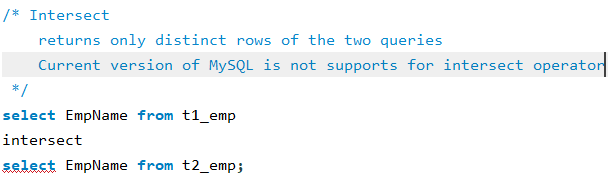 /* Intersect
returns only distinct rows of the two queries
Current version of MySQL is not supports for intersect operator
*/
select EmpName from t1_emp
intersect
select EmpName from t2_emp;